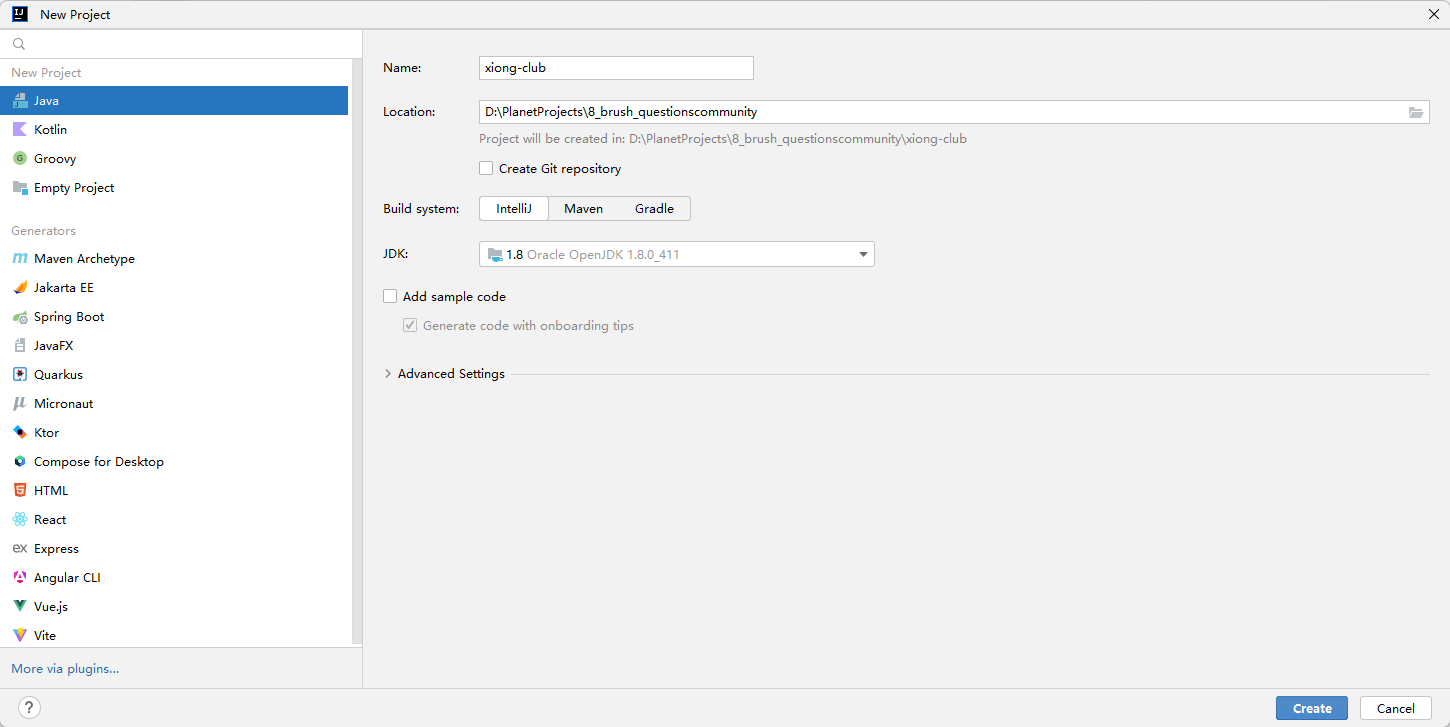 New Project
New Project
Java
Kotlin
Groovy
Empty Project
Generators
Maven Archetype
Jakarta EE
Spring Boot
JavaFX
Quarkus
Micronaut
Ktor
Compose for Desktop
HTML
React
Express
Angular CLI
Vue.js
Vite
More via plugins...
Name: xiong-club
Location: D:\PlanetProjects\8_brush_questionscommunity
Project will be created in: D:\PlanetProjects\8_brush_questionscommunity\xiong-club
Create Git repository
Build system: IntelliJ Maven Gradle
JDK: 1.8 Oracle OpenJDK 1.8.0_411
Add sample code
Generate code with onboarding tips
Advanced Settings
? Create Cancel